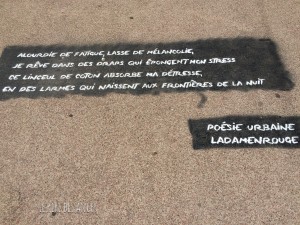 ALOURDIE DE FATIGUE, LASSE DE MÉLANCOLIE,
JE RÊVE DANS DES DRAPS QUI ÉPONGENT MON STRESS
CE LINCEUL DE COTON ABSORBE MA DÉTRESSE,
EN DES LARMES QUI NAISSENT AUX FRONTIÈRES DE LA NUIT
POÉSIE URBAINE
LADAMENROUGE